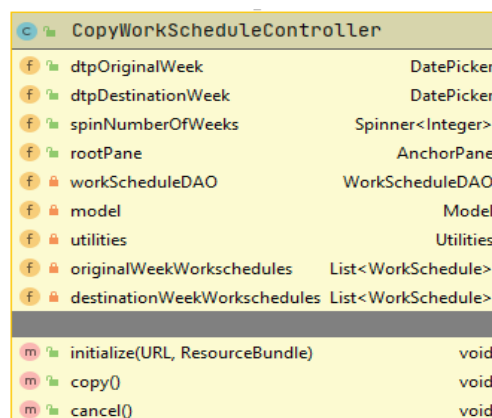 CopyWorkScheduleController
dtpOriginalWeek DatePicker
dtpDestinationWeek DatePicker
spinNumberOfWeeks Spinner<Integer>
rootPane AnchorPane
workScheduleDAO WorkScheduleDAO
model Model
utilities Utilities
originalWeekWorkschedules List<WorkSchedule>
destinationWeekWorkschedules List<WorkSchedule>
initialize(URL, ResourceBundle) void
copy() void
cancel() void